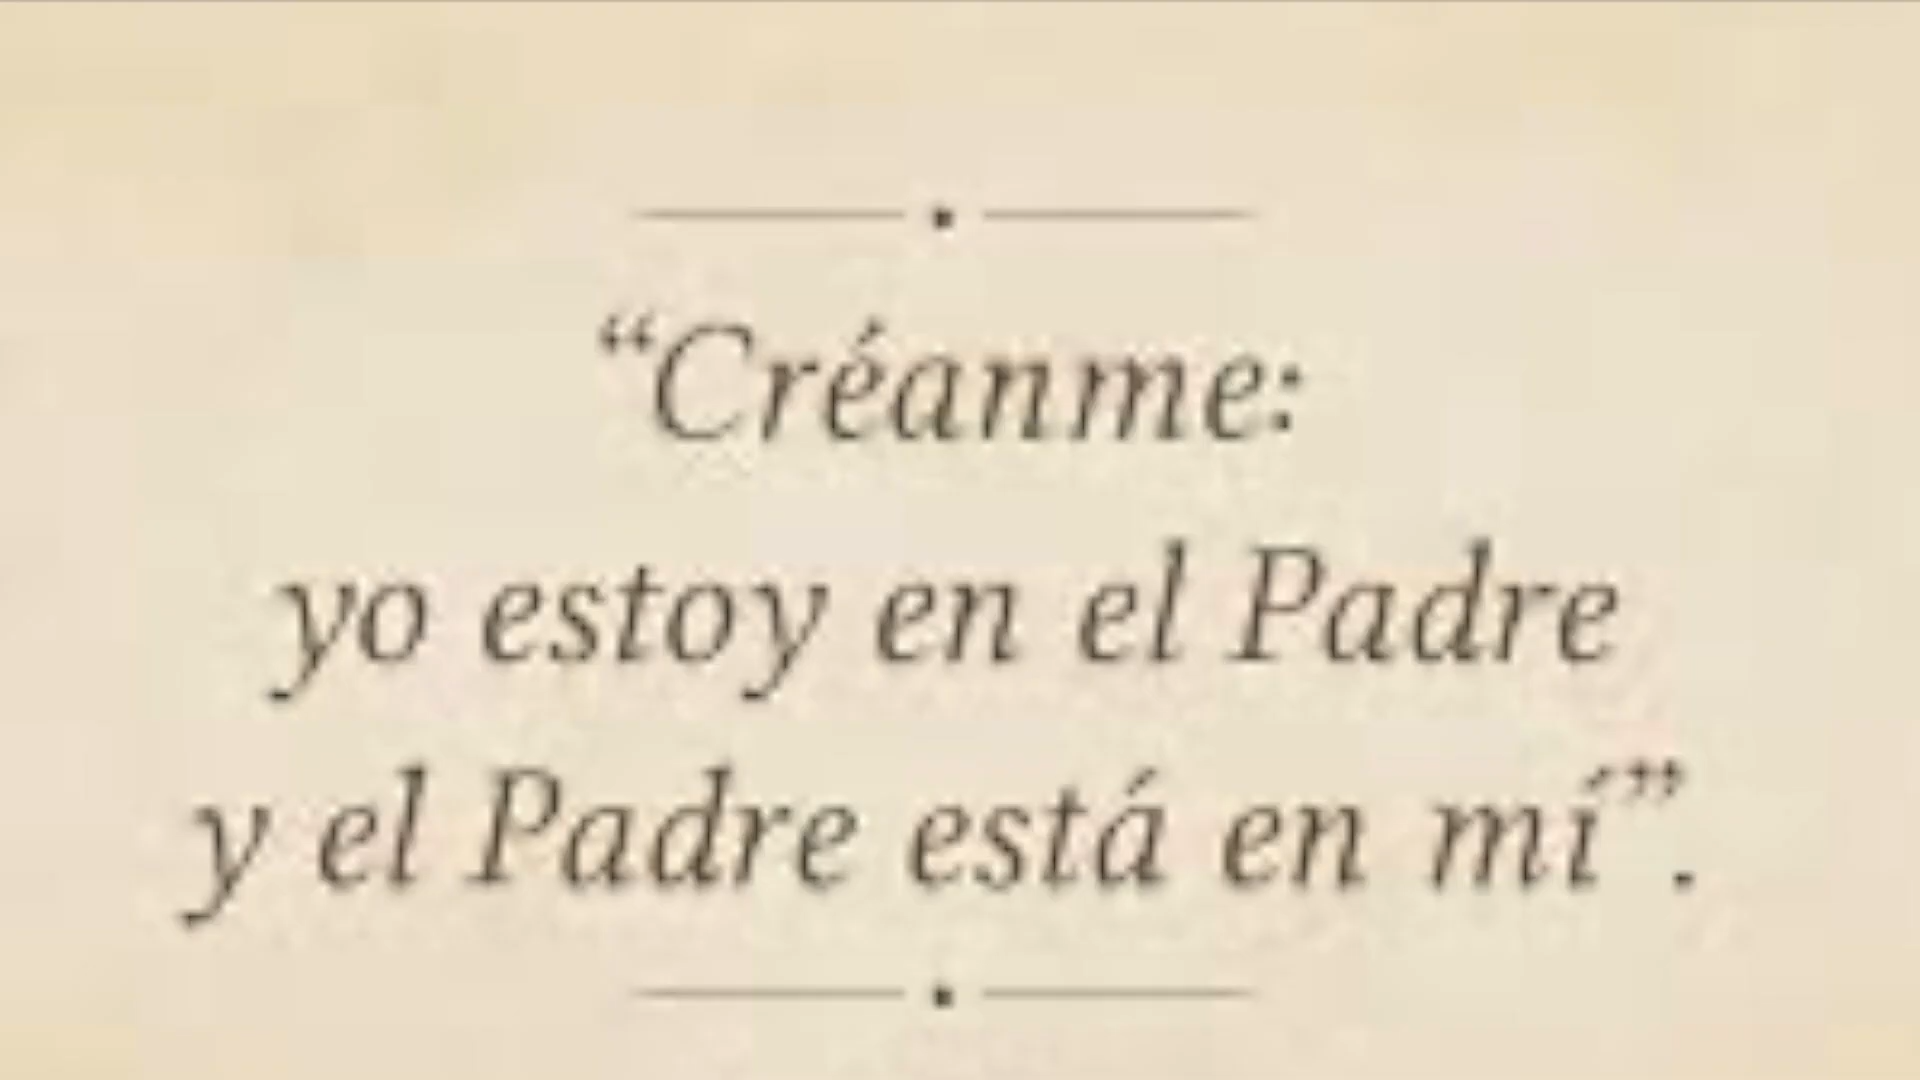 “Créanme:
yo estoy en el Padre
y el Padre está en mí”.